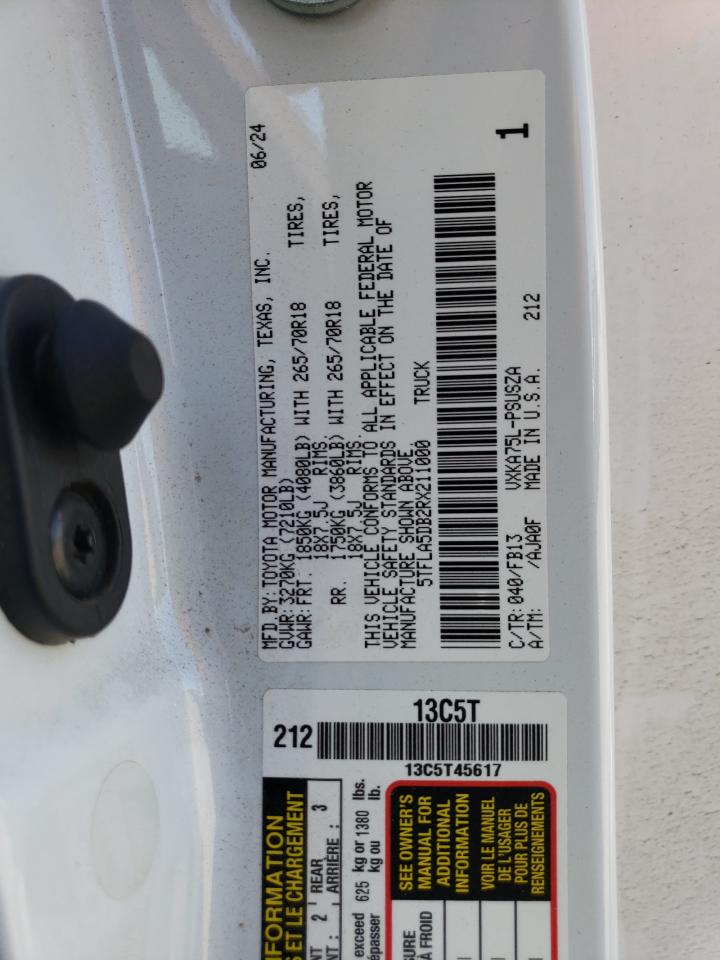 MFD.BY:TOYOTA MOTOR MANUFACTURING, TEXAS, INC. 06/24
GVWR:3270KG (7210LB)
GAWR:FRT. 1850KG (4080LB) WITH 265/70R18 TIRES,
18X7.5J RIMS.
RR. 1750KG (3860LB) WITH 265/70R18 TIRES,
18X7.5J RIMS.
THIS VEHICLE CONFORMS TO ALL APPLICABLE FEDERAL MOTOR
VEHICLE SAFETY STANDARDS IN EFFECT ON THE DATE OF
MANUFACTURE SHOWN ABOVE
5TFLA5DB2RX211000 TRUCK
1
C/TR:040/FB13 VXKA75L-PSUSZA
A/TM: /AJA0F MADE IN U.S.A. 212
13C5T
212
13C5T45617
INFORMATION
ET LE CHARGEMENT
2 REAR 3
ARRIÈRE :
exceed 625 kg or 1380 lbs.
kg ou lb.
SEE OWNER'S
MANUAL FOR
ADDITIONAL
INFORMATION
VOIR LE MANUEL
DE L'USAGER
POUR PLUS DE
RENSEIGNEMENTS
À FROID